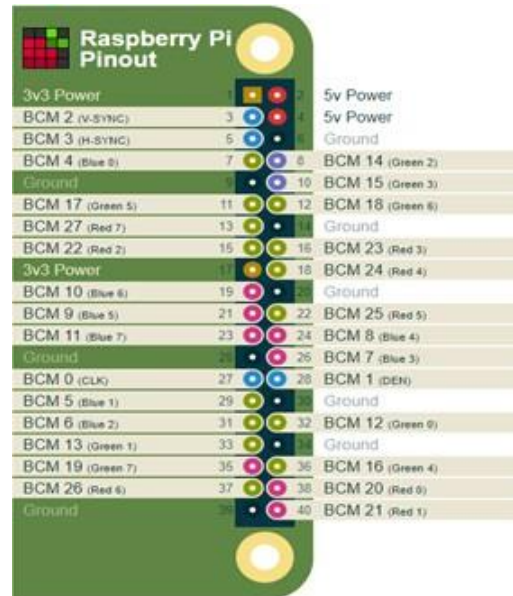 Raspberry Pi
Pinout
3v3 Power 1 2 5v Power
BCM 2 (V-SYNC) 3 4 5v Power
BCM 3 (H-SYNC) 5 6 Ground
BCM 4 (Blue 0) 7 8 BCM 14 (Green 2)
Ground 9 10 BCM 15 (Green 3)
BCM 17 (Green 5) 11 12 BCM 18 (Green 6)
BCM 27 (Red 7) 13 14 Ground
BCM 22 (Red 2) 15 16 BCM 23 (Red 3)
3v3 Power 17 18 BCM 24 (Red 4)
BCM 10 (Blue 6) 19 20 Ground
BCM 9 (Blue 5) 21 22 BCM 25 (Red 5)
BCM 11 (Blue 7) 23 24 BCM 8 (Blue 4)
Ground 25 26 BCM 7 (Blue 3)
BCM 0 (CLK) 27 28 BCM 1 (DEN)
BCM 5 (Blue 1) 29 30 Ground
BCM 6 (Blue 2) 31 32 BCM 12 (Green 0)
BCM 13 (Green 1) 33 34 Ground
BCM 19 (Green 7) 35 36 BCM 16 (Green 4)
BCM 26 (Red 6) 37 38 BCM 20 (Red 0)
Ground 39 40 BCM 21 (Red 1)